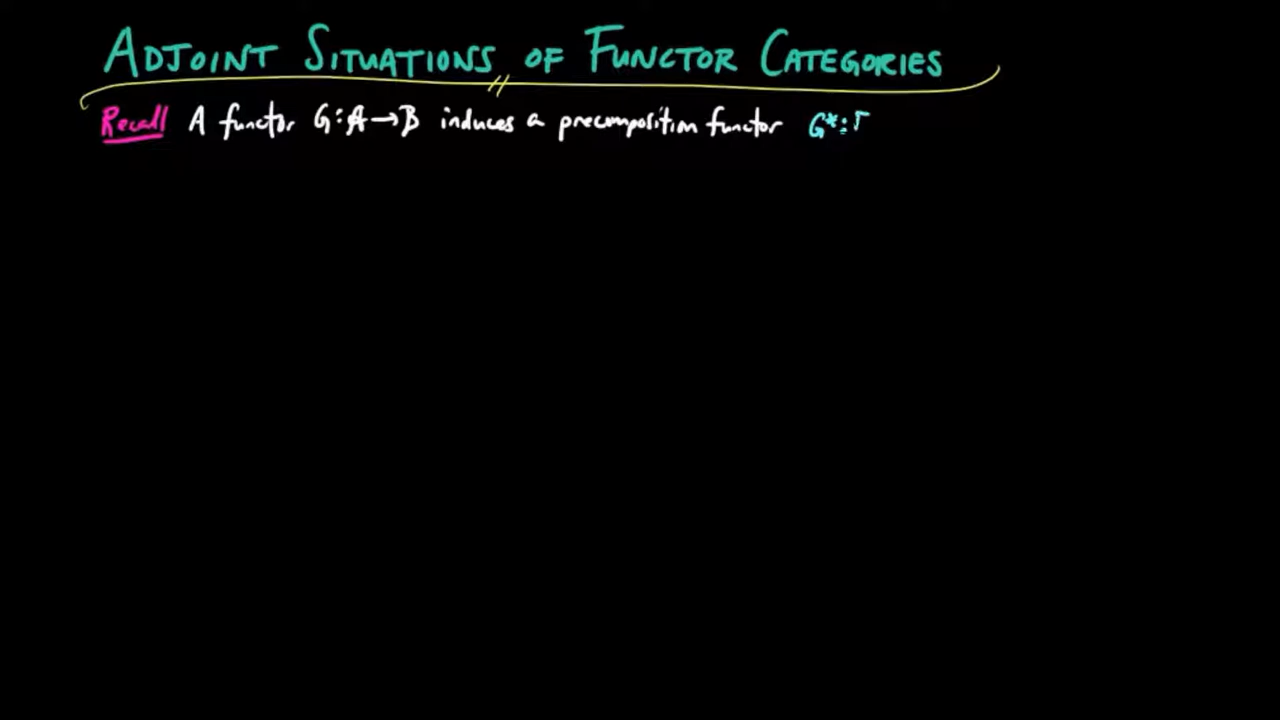 ADJOINT SITUATIONS OF FUNCTOR CATEGORIES
Recall A functor G: A → B induces a precomposition functor G*: